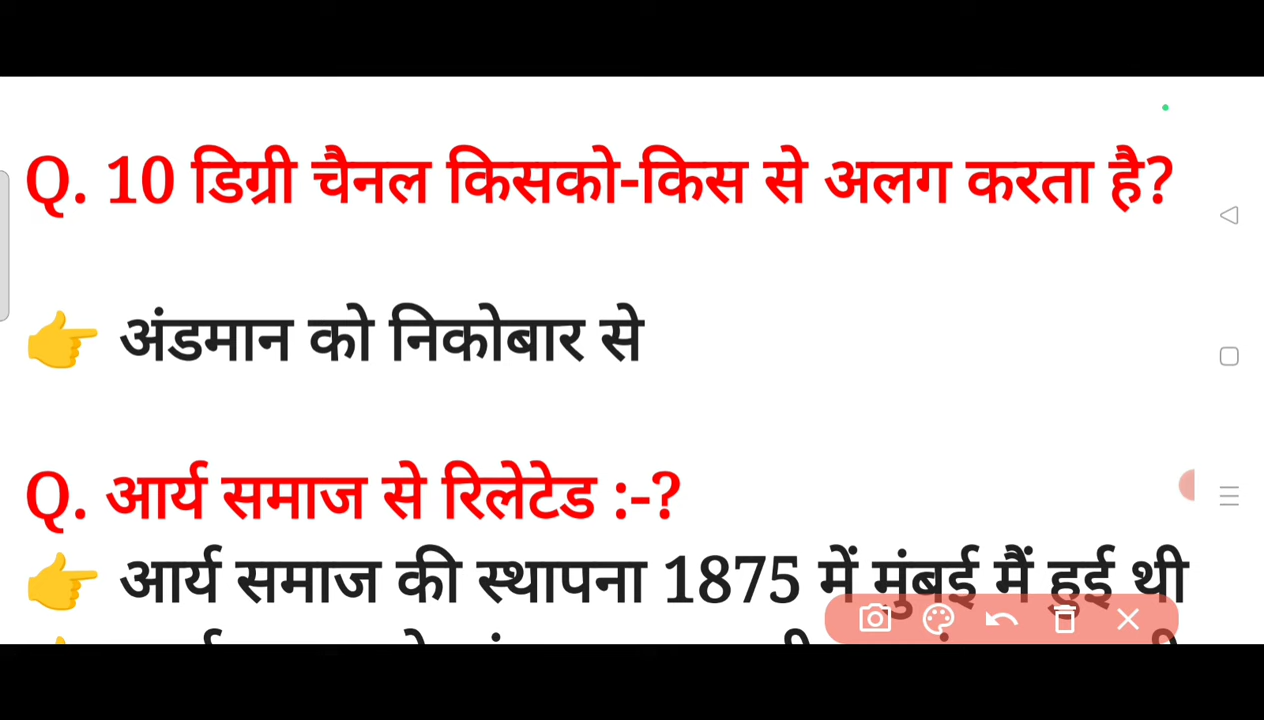 Q. 10 डिग्री चैनल किसको-किस से अलग करता है?
👉 अंडमान को निकोबार से
Q. आर्य समाज से रिलेटेड :-?
👉 आर्य समाज की स्थापना 1875 में मुंबई मैं हुई थी